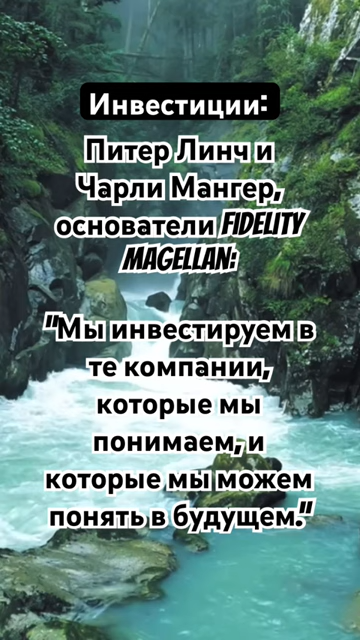 Инвестиции:
Питер Линч и
Чарли Мангер,
основатели FIDELITY
MAGELLAN:
"Мы инвестируем в
те компании,
которые мы
понимаем, и
которые мы можем
понять в будущем."